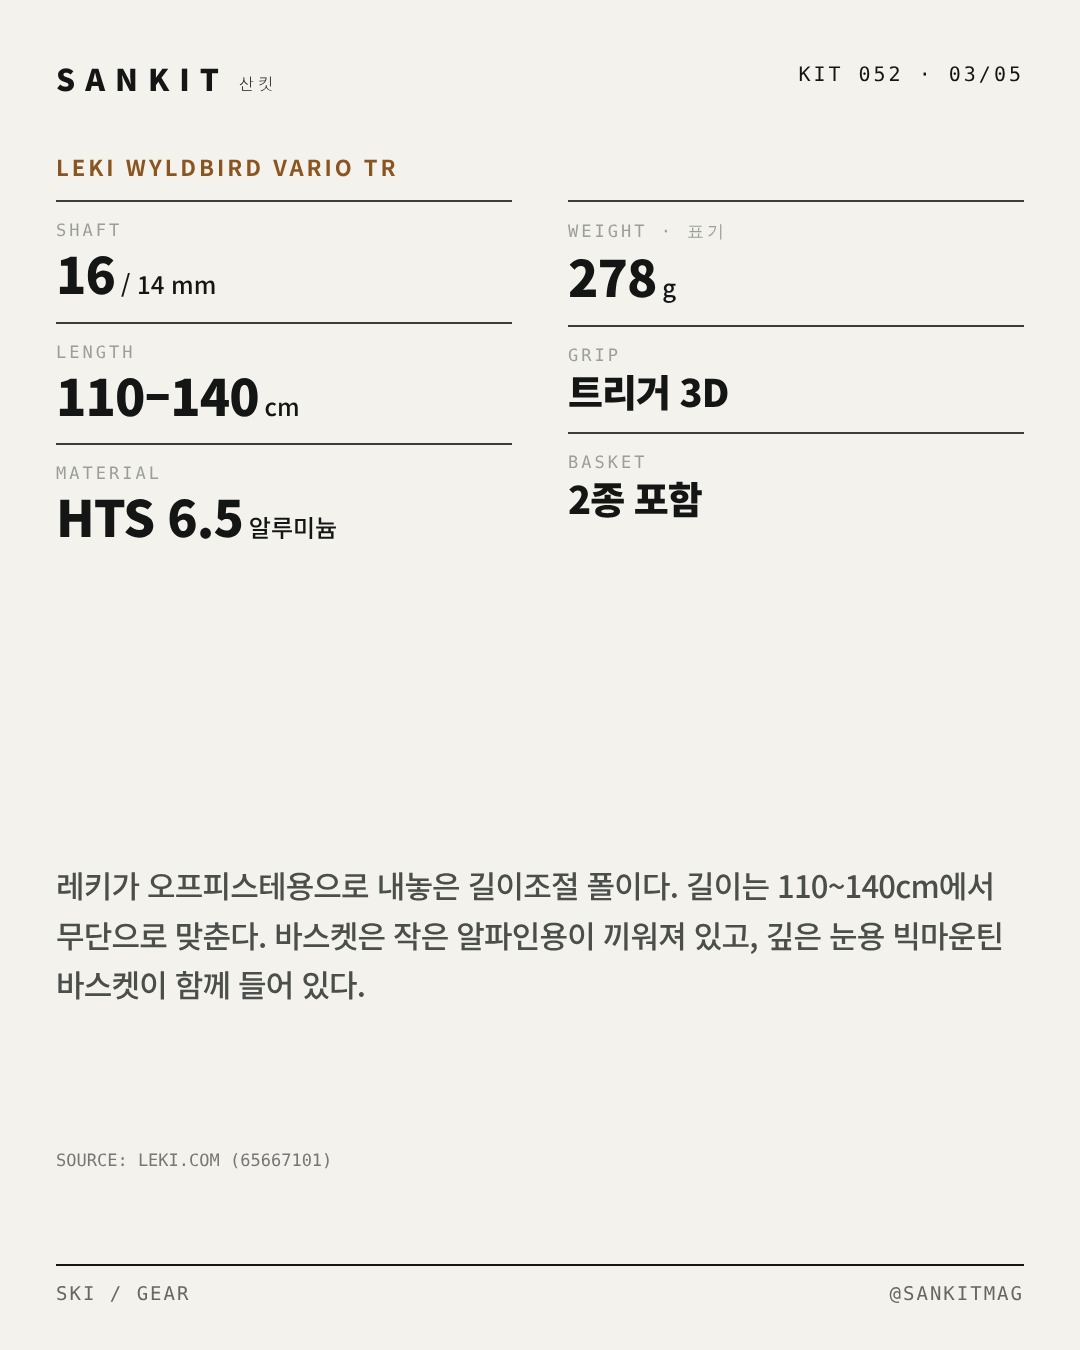 SANKIT 산킷
KIT 052 · 03/05
LEKI WYLDBIRD VARIO TR
SHAFT
16 / 14 mm
LENGTH
110–140 cm
MATERIAL
HTS 6.5 알루미늄
WEIGHT · 표기
278 g
GRIP
트리거 3D
BASKET
2종 포함
레키가 오프피스테용으로 내놓은 길이조절 폴이다. 길이는 110~140cm에서
무단으로 맞춘다. 바스켓은 작은 알파인용이 끼워져 있고, 깊은 눈용 빅마운틴
바스켓이 함께 들어 있다.
SOURCE: LEKI.COM (65667101)
SKI / GEAR
@SANKITMAG